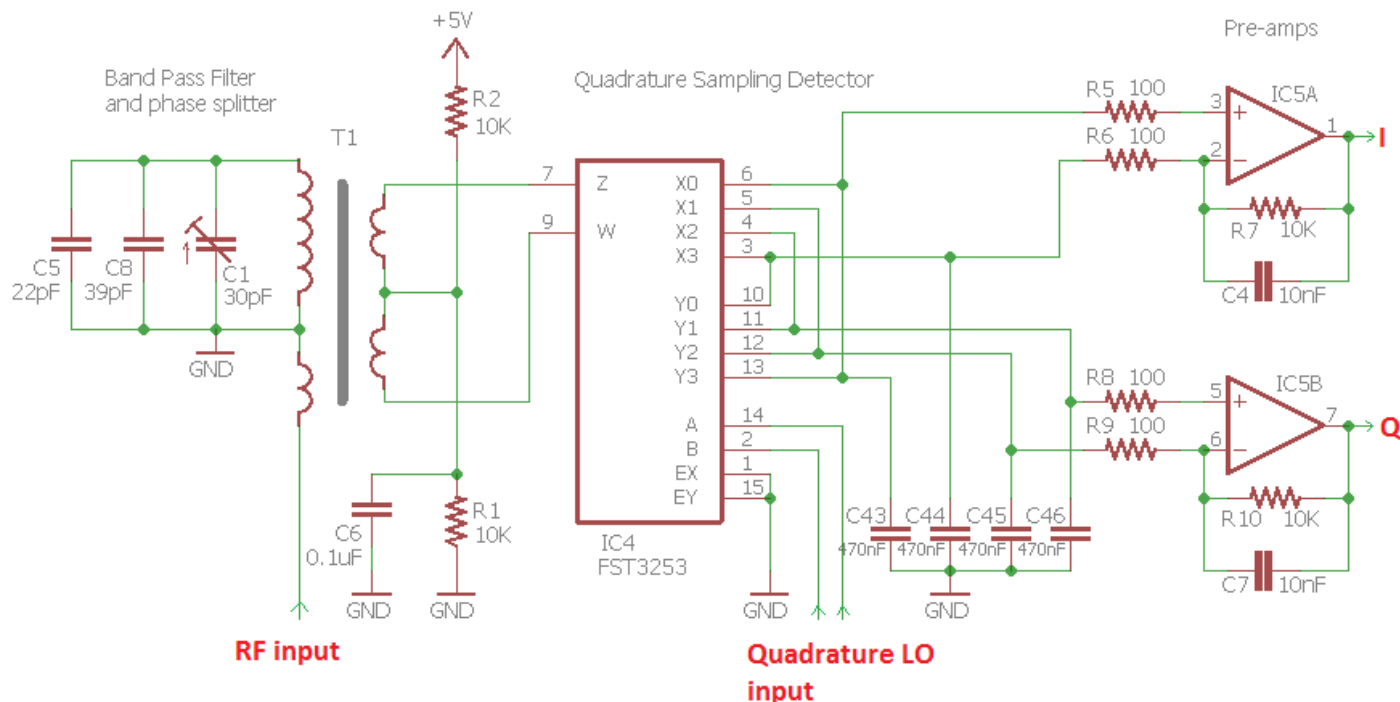 Pre-amps
+5V
Band Pass Filter
and phase splitter
Quadrature Sampling Detector
T1
R2
10K
C5
22pF
C8
39pF
C1
30pF
GND
7 Z X0 6
X1 5
9 W X2 4
X3 3
Y0 10
Y1 11
Y2 12
Y3 13
A 14
B 2
EX 1
EY 15
IC4
FST3253
R5 100
R6 100
3 +
2 −
IC5A
1
I
R7 10K
C4 10nF
R8 100
R9 100
5 +
6 −
IC5B
7
Q
R10 10K
C7 10nF
C43 C44 C45 C46
470nF 470nF 470nF 470nF
C6
0.1uF
R1
10K
GND GND GND GND
RF input
Quadrature LO
input